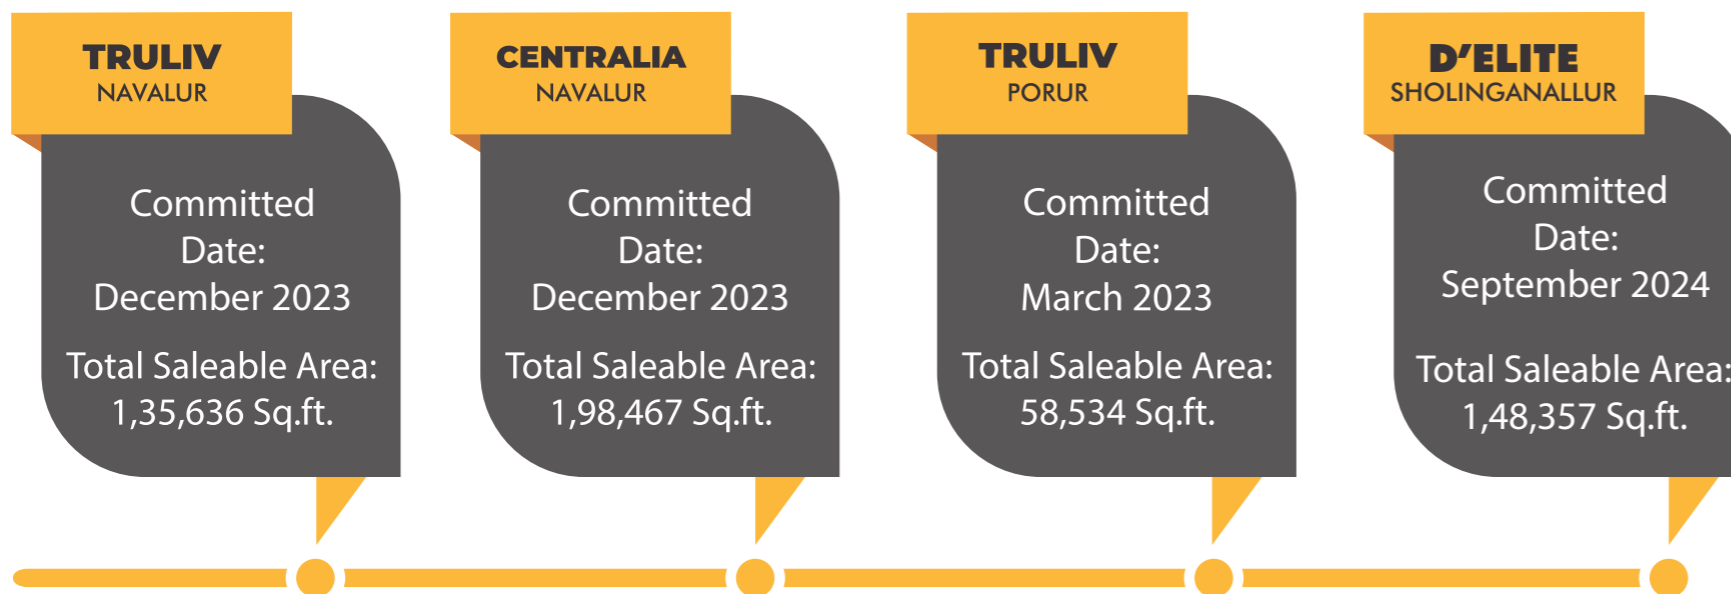 TRULIV
NAVALUR
Committed
Date:
December 2023
Total Saleable Area:
1,35,636 Sq.ft.
CENTRALIA
NAVALUR
Committed
Date:
December 2023
Total Saleable Area:
1,98,467 Sq.ft.
TRULIV
PORUR
Committed
Date:
March 2023
Total Saleable Area:
58,534 Sq.ft.
D'ELITE
SHOLINGANALLUR
Committed
Date:
September 2024
Total Saleable Area:
1,48,357 Sq.ft.